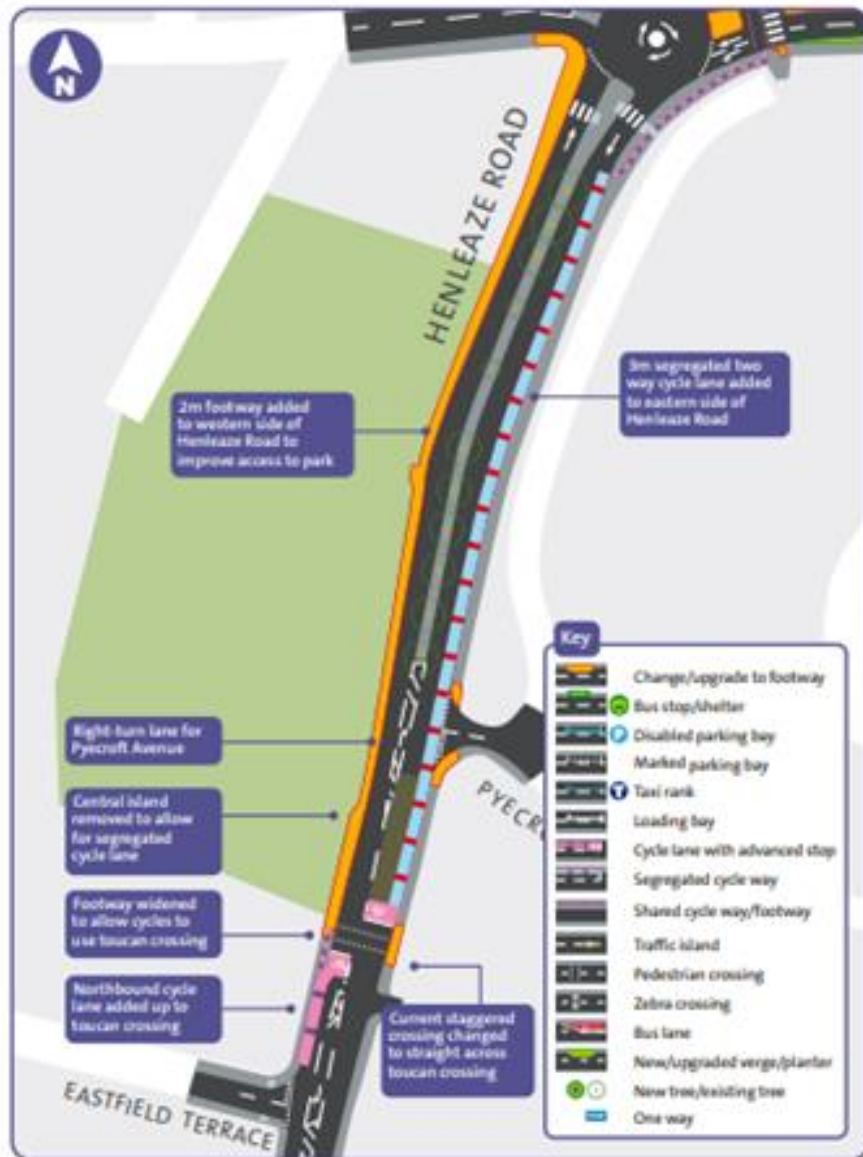 N
HENLEAZE ROAD
3m segregated two
way cycle lane added
to eastern side of
Henleaze Road
2m footway added
to western side of
Henleaze Road to
improve access to park
Right-turn lane for
Pyecroft Avenue
Central island
removed to allow
for segregated
cycle lane
Footway widened
to allow cycles to
use toucan crossing
Northbound cycle
lane added up to
toucan crossing
Current staggered
crossing changed
to straight across
toucan crossing
EASTFIELD TERRACE
PYECRO
Key
Change/upgrade to footway
Bus stop/shelter
Disabled parking bay
Marked parking bay
Taxi rank
Loading bay
Cycle lane with advanced stop
Segregated cycle way
Shared cycle way/footway
Traffic island
Pedestrian crossing
Zebra crossing
Bus lane
New/upgraded verge/planter
New tree/existing tree
One way